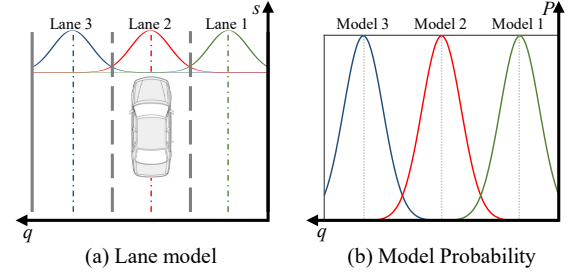 Lane 3 Lane 2 Lane 1 s
q
(a) Lane model
Model 3 Model 2 Model 1 P
q
(b) Model Probability